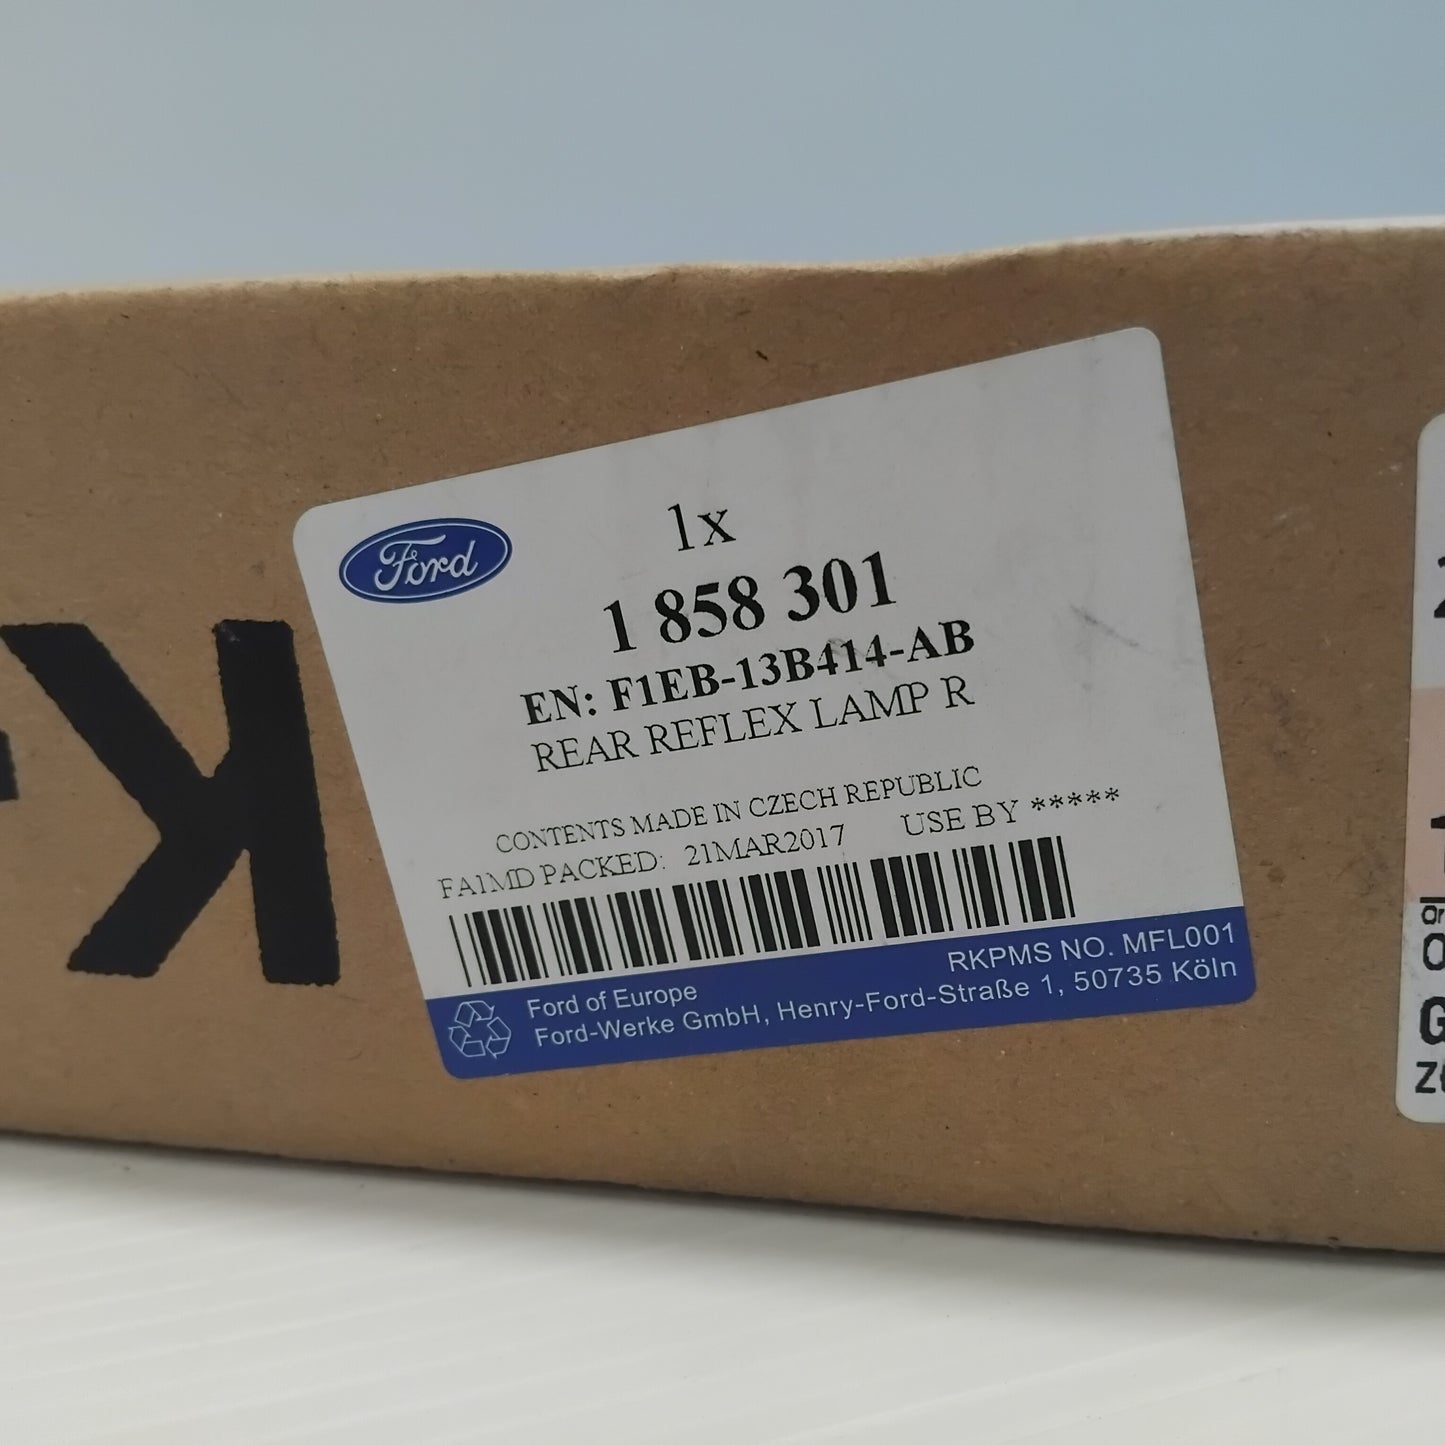 Ford
1x
1 858 301
EN: F1EB-13B414-AB
REAR REFLEX LAMP R
CONTENTS MADE IN CZECH REPUBLIC
FA1MD PACKED: 21MAR2017 USE BY *****
RKPMS NO. MFL001
Ford of Europe
Ford-Werke GmbH, Henry-Ford-Straße 1, 50735 Köln
K